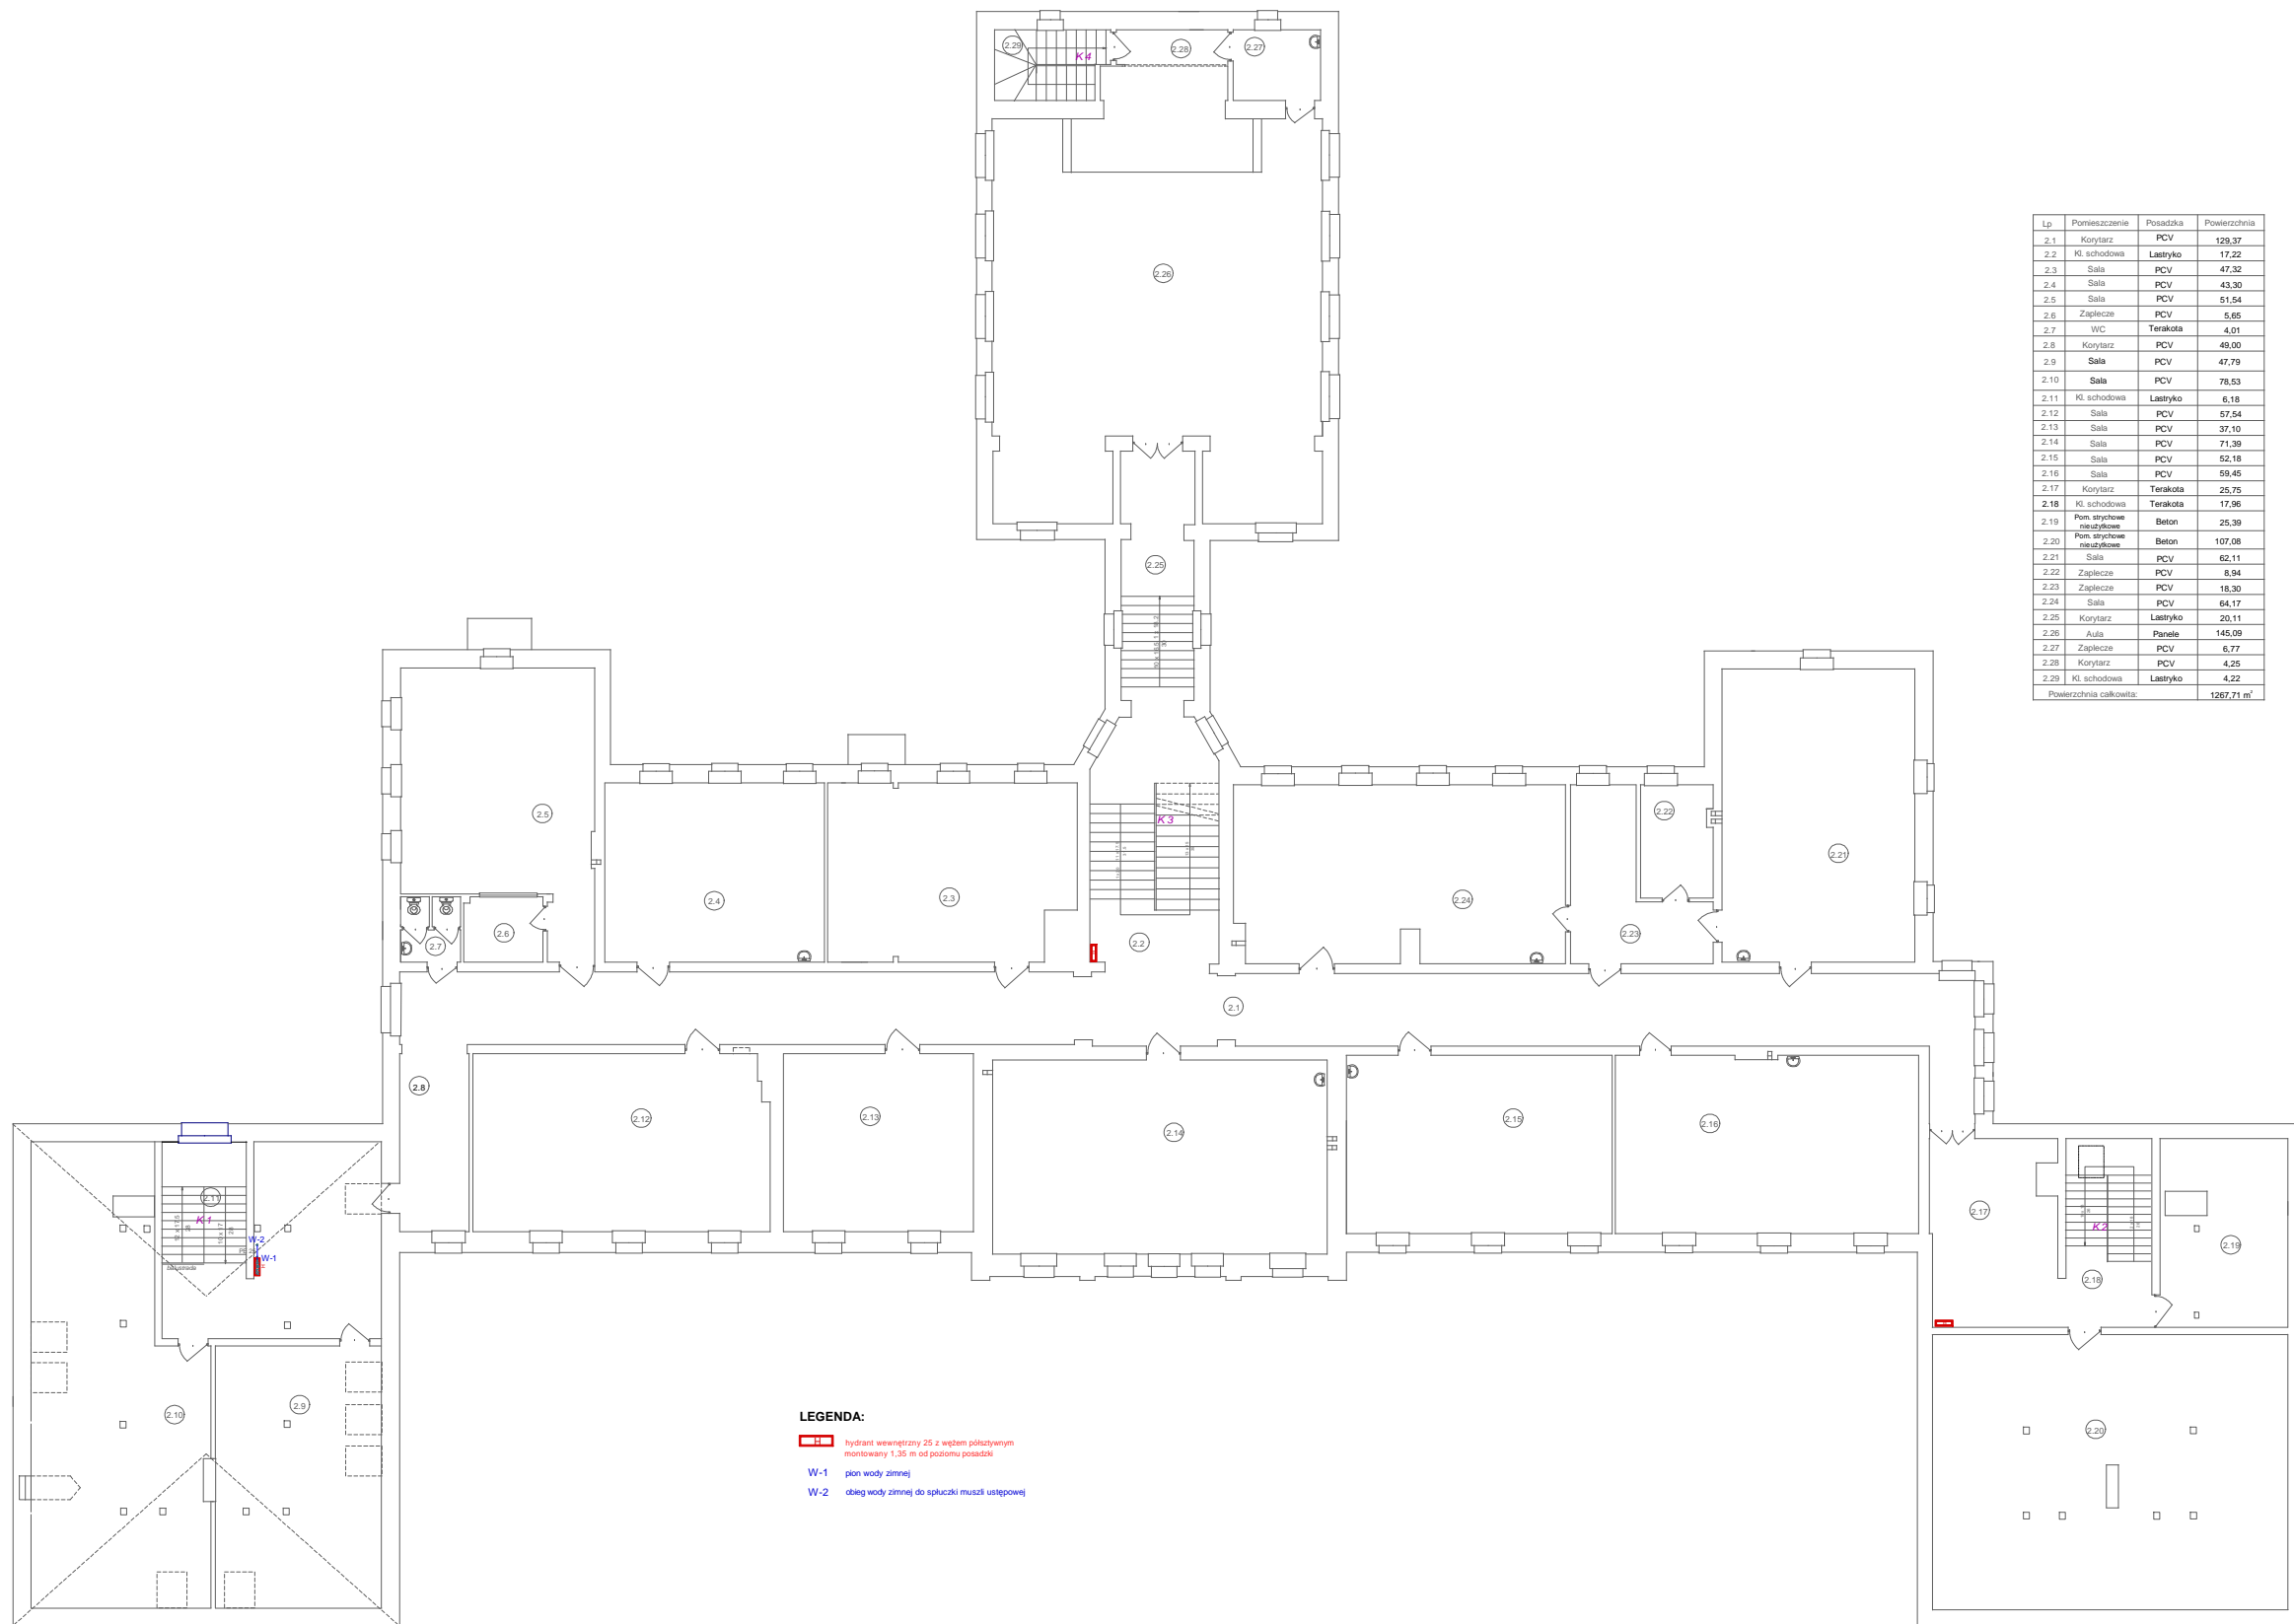 2.29
K4
2.28
2.27
2.26
2.25
Lp Pomieszczenie Posadzka Powierzchnia
2.1 Korytarz PCV 129,37
2.2 Kl. schodowa Lastryko 17,22
2.3 Sala PCV 47,32
2.4 Sala PCV 43,30
2.5 Sala PCV 51,54
2.6 Zaplecze PCV 5,65
2.7 WC Terakota 4,01
2.8 Korytarz PCV 49,00
2.9 Sala PCV 47,79
2.10 Sala PCV 78,53
2.11 Kl. schodowa Lastryko 6,18
2.12 Sala PCV 57,54
2.13 Sala PCV 37,10
2.14 Sala PCV 71,39
2.15 Sala PCV 52,18
2.16 Sala PCV 59,45
2.17 Korytarz Terakota 25,75
2.18 Kl. schodowa Terakota 17,96
2.19 Pom. strychowe nieużytkowe Beton 25,39
2.20 Pom. strychowe nieużytkowe Beton 107,08
2.21 Sala PCV 62,11
2.22 Zaplecze PCV 8,94
2.23 Zaplecze PCV 18,30
2.24 Sala PCV 64,17
2.25 Korytarz Lastryko 20,11
2.26 Aula Panele 145,09
2.27 Zaplecze PCV 6,77
2.28 Korytarz PCV 4,25
2.29 Kl. schodowa Lastryko 4,22
Powierzchnia całkowita: 1267,71 m²
2.5
2.4
2.3
K3
2.22
2.21
2.24
2.23
2.6
2.7
2.2
2.1
2.8
2.12
2.13
2.14
2.15
2.16
2.11
K-1
12 x 17,5
28
10 x 17
28
W-2
W-1
balustrada
2.17
K2
2.18
2.19
2.10
2.9
2.20
LEGENDA:
H hydrant wewnętrzny 25 z wężem półsztywnym
montowany 1,35 m od poziomu posadzki
W-1 pion wody zimnej
W-2 obieg wody zimnej do spłuczki muszli ustępowej